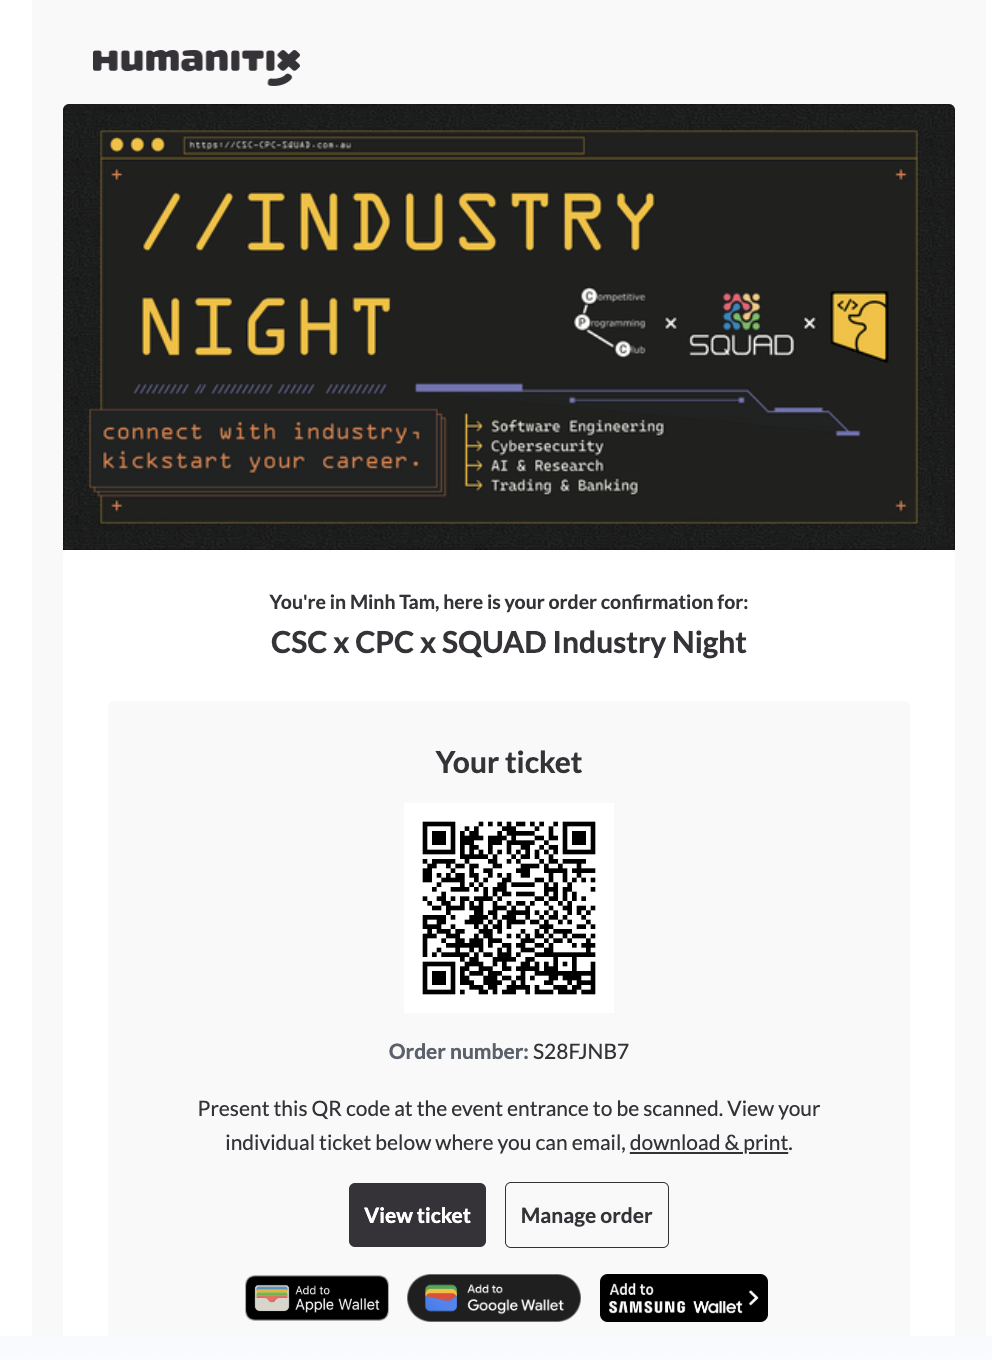 Humanitix
https://CSC-CPC-SQUAD.com.au
//INDUSTRY
NIGHT
Competitive
Programming
Club
×
SQUAD
×
</>
connect with industry,
kickstart your career.
Software Engineering
Cybersecurity
AI & Research
Trading & Banking
You're in Minh Tam, here is your order confirmation for:
CSC x CPC x SQUAD Industry Night
Your ticket
Order number: S28FJNB7
Present this QR code at the event entrance to be scanned. View your
individual ticket below where you can email, download & print.
View ticket
Manage order
Add to
Apple Wallet
Add to
Google Wallet
Add to
SAMSUNG Wallet